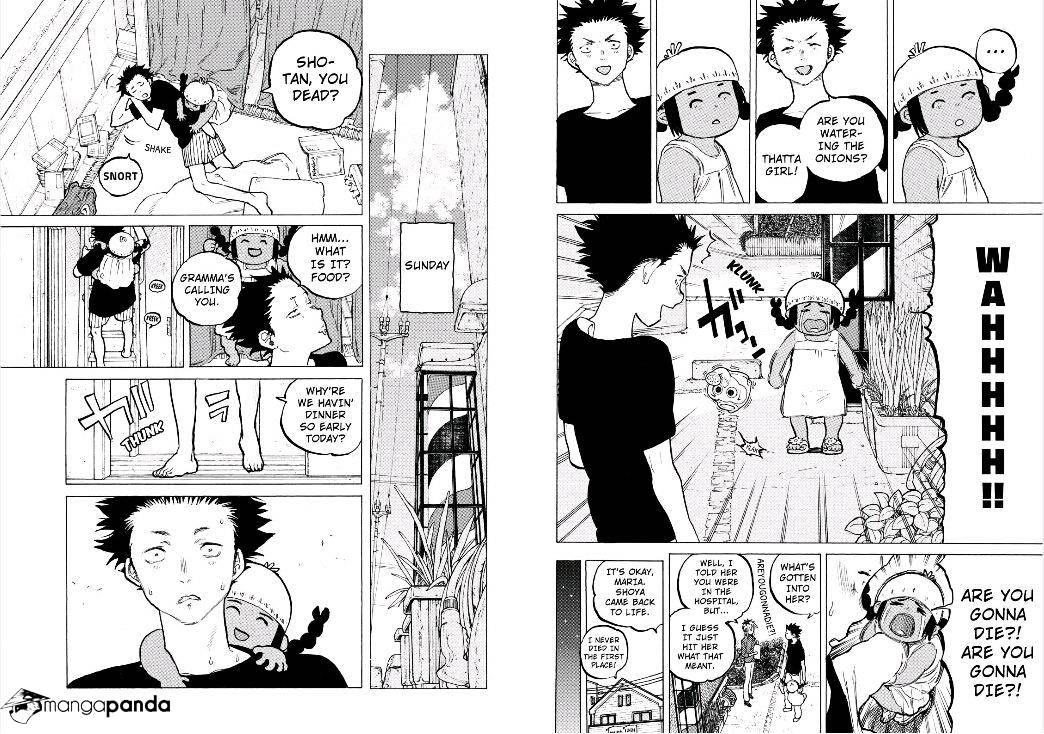 ...
ARE YOU
WATER-
ING THE
ONIONS?
THATTA
GIRL!
W
A
H
H
H
H
H
H
!!
KLUNK
ガコン
ARE YOU
GONNA
DIE?!
ARE YOU
GONNA
DIE?!
WHAT'S
GOTTEN
INTO
HER?
AREYOUGONNADIE?!
WELL, I
TOLD HER
YOU WERE
IN THE
HOSPITAL,
BUT...
I GUESS
IT JUST
HIT HER
WHAT THAT
MEANT.
IT'S OKAY,
MARIA.
SHOYA
CAME BACK
TO LIFE.
I NEVER
DIED IN
THE FIRST
PLACE!
SUNDAY
SHO-
TAN, YOU
DEAD?
SHAKE
SNORT
HMM...
WHAT
IS IT?
FOOD?
GRAMMA'S
CALLING
YOU.
WHY'RE
WE HAVIN'
DINNER
SO EARLY
TODAY?
THUNK
mangapanda